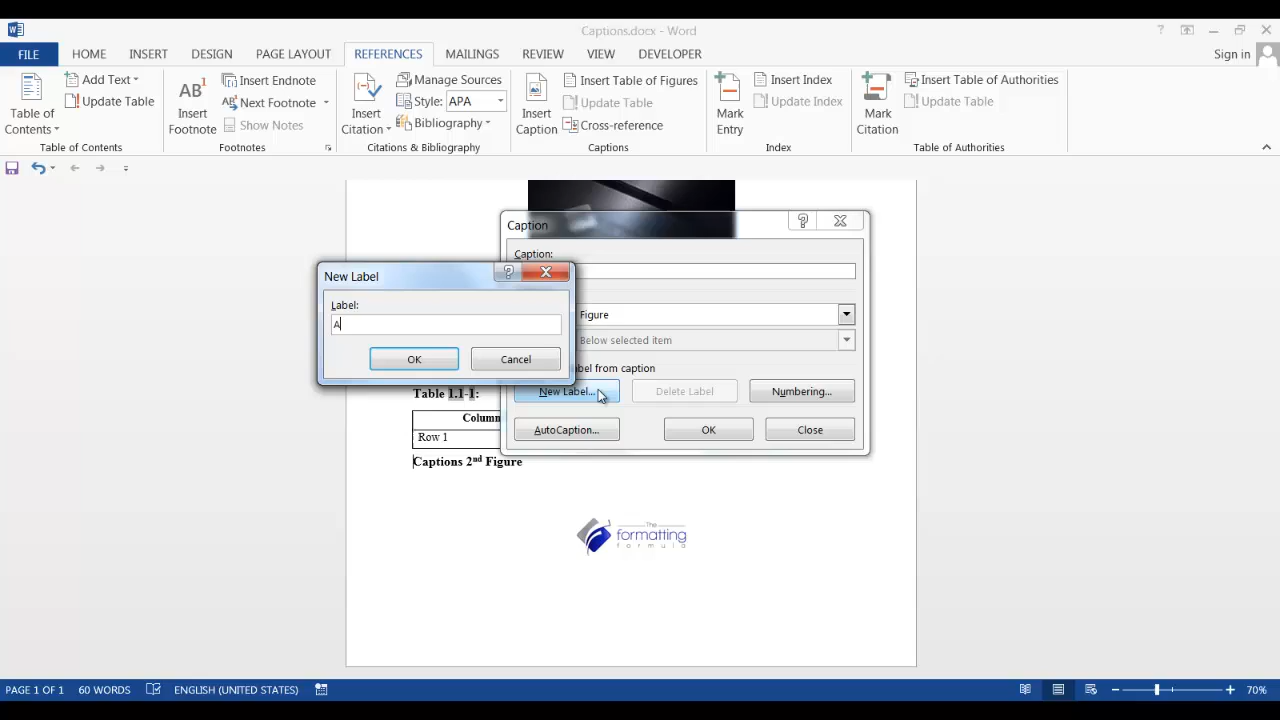 Captions.docx - Word
FILE HOME INSERT DESIGN PAGE LAYOUT REFERENCES MAILINGS REVIEW VIEW DEVELOPER Sign in
Table of Contents
Add Text
Update Table
Table of Contents
AB1
Insert Footnote
Insert Endnote
AB1 Next Footnote
Show Notes
Footnotes
Insert Citation
Manage Sources
Style: APA
Bibliography
Citations & Bibliography
Insert Caption
Insert Table of Figures
Update Table
Cross-reference
Captions
Mark Entry
Insert Index
Update Index
Index
Mark Citation
Insert Table of Authorities
Update Table
Table of Authorities
Caption
Caption:
Figure
Below selected item
label from caption
New Label... Delete Label Numbering...
AutoCaption... OK Close
New Label
Label:
A
OK Cancel
Table 1.1-1:
Column
Row 1
Captions 2nd Figure
The
formatting
formula
PAGE 1 OF 1 60 WORDS ENGLISH (UNITED STATES) 70%